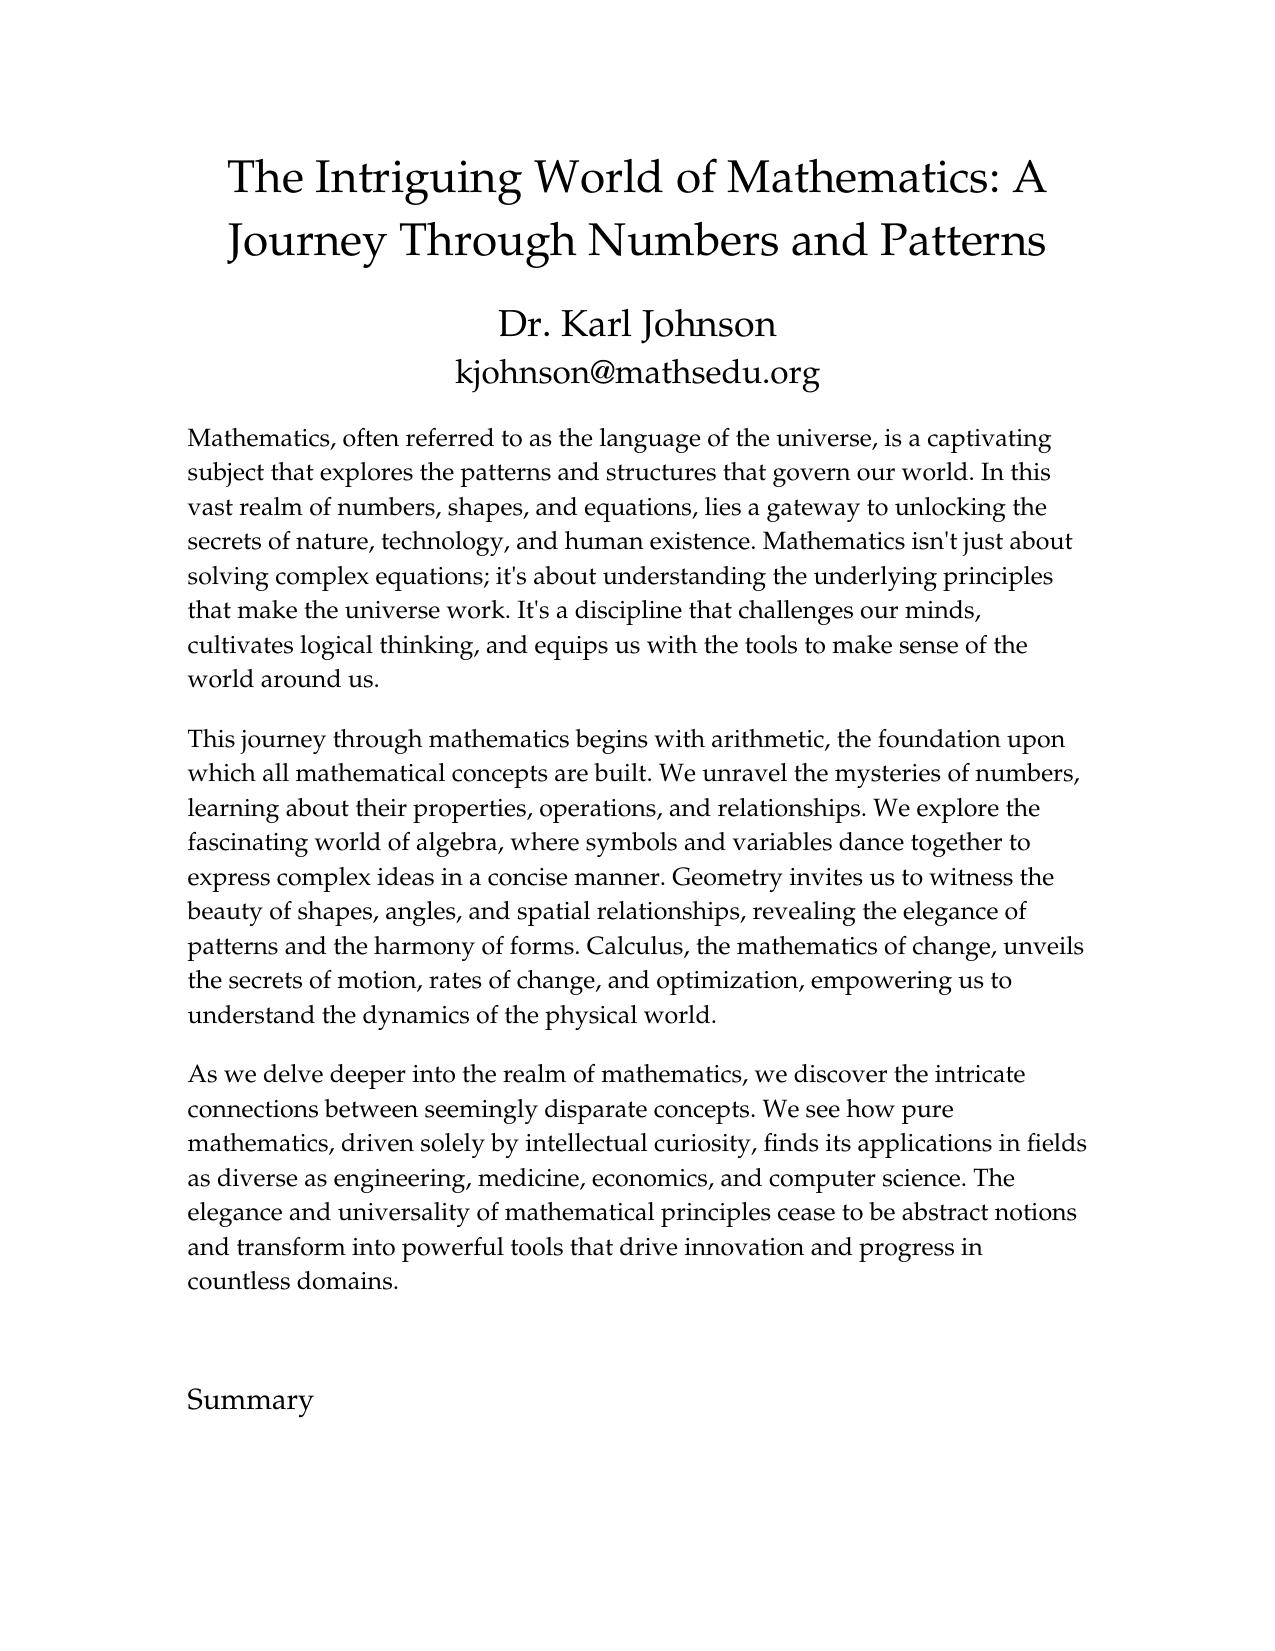 The Intriguing World of Mathematics: A
Journey Through Numbers and Patterns
Dr. Karl Johnson
kjohnson@mathsedu.org
Mathematics, often referred to as the language of the universe, is a captivating
subject that explores the patterns and structures that govern our world. In this
vast realm of numbers, shapes, and equations, lies a gateway to unlocking the
secrets of nature, technology, and human existence. Mathematics isn't just about
solving complex equations; it's about understanding the underlying principles
that make the universe work. It's a discipline that challenges our minds,
cultivates logical thinking, and equips us with the tools to make sense of the
world around us.
This journey through mathematics begins with arithmetic, the foundation upon
which all mathematical concepts are built. We unravel the mysteries of numbers,
learning about their properties, operations, and relationships. We explore the
fascinating world of algebra, where symbols and variables dance together to
express complex ideas in a concise manner. Geometry invites us to witness the
beauty of shapes, angles, and spatial relationships, revealing the elegance of
patterns and the harmony of forms. Calculus, the mathematics of change, unveils
the secrets of motion, rates of change, and optimization, empowering us to
understand the dynamics of the physical world.
As we delve deeper into the realm of mathematics, we discover the intricate
connections between seemingly disparate concepts. We see how pure
mathematics, driven solely by intellectual curiosity, finds its applications in fields
as diverse as engineering, medicine, economics, and computer science. The
elegance and universality of mathematical principles cease to be abstract notions
and transform into powerful tools that drive innovation and progress in
countless domains.
Summary